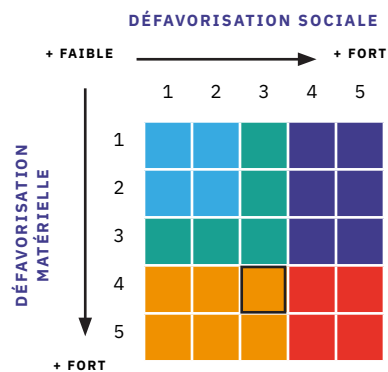 DÉFAVORISATION SOCIALE
+ FAIBLE
+ FORT
1 2 3 4 5
DÉFAVORISATION
MATÉRIELLE
1
2
3
4
5
+ FORT